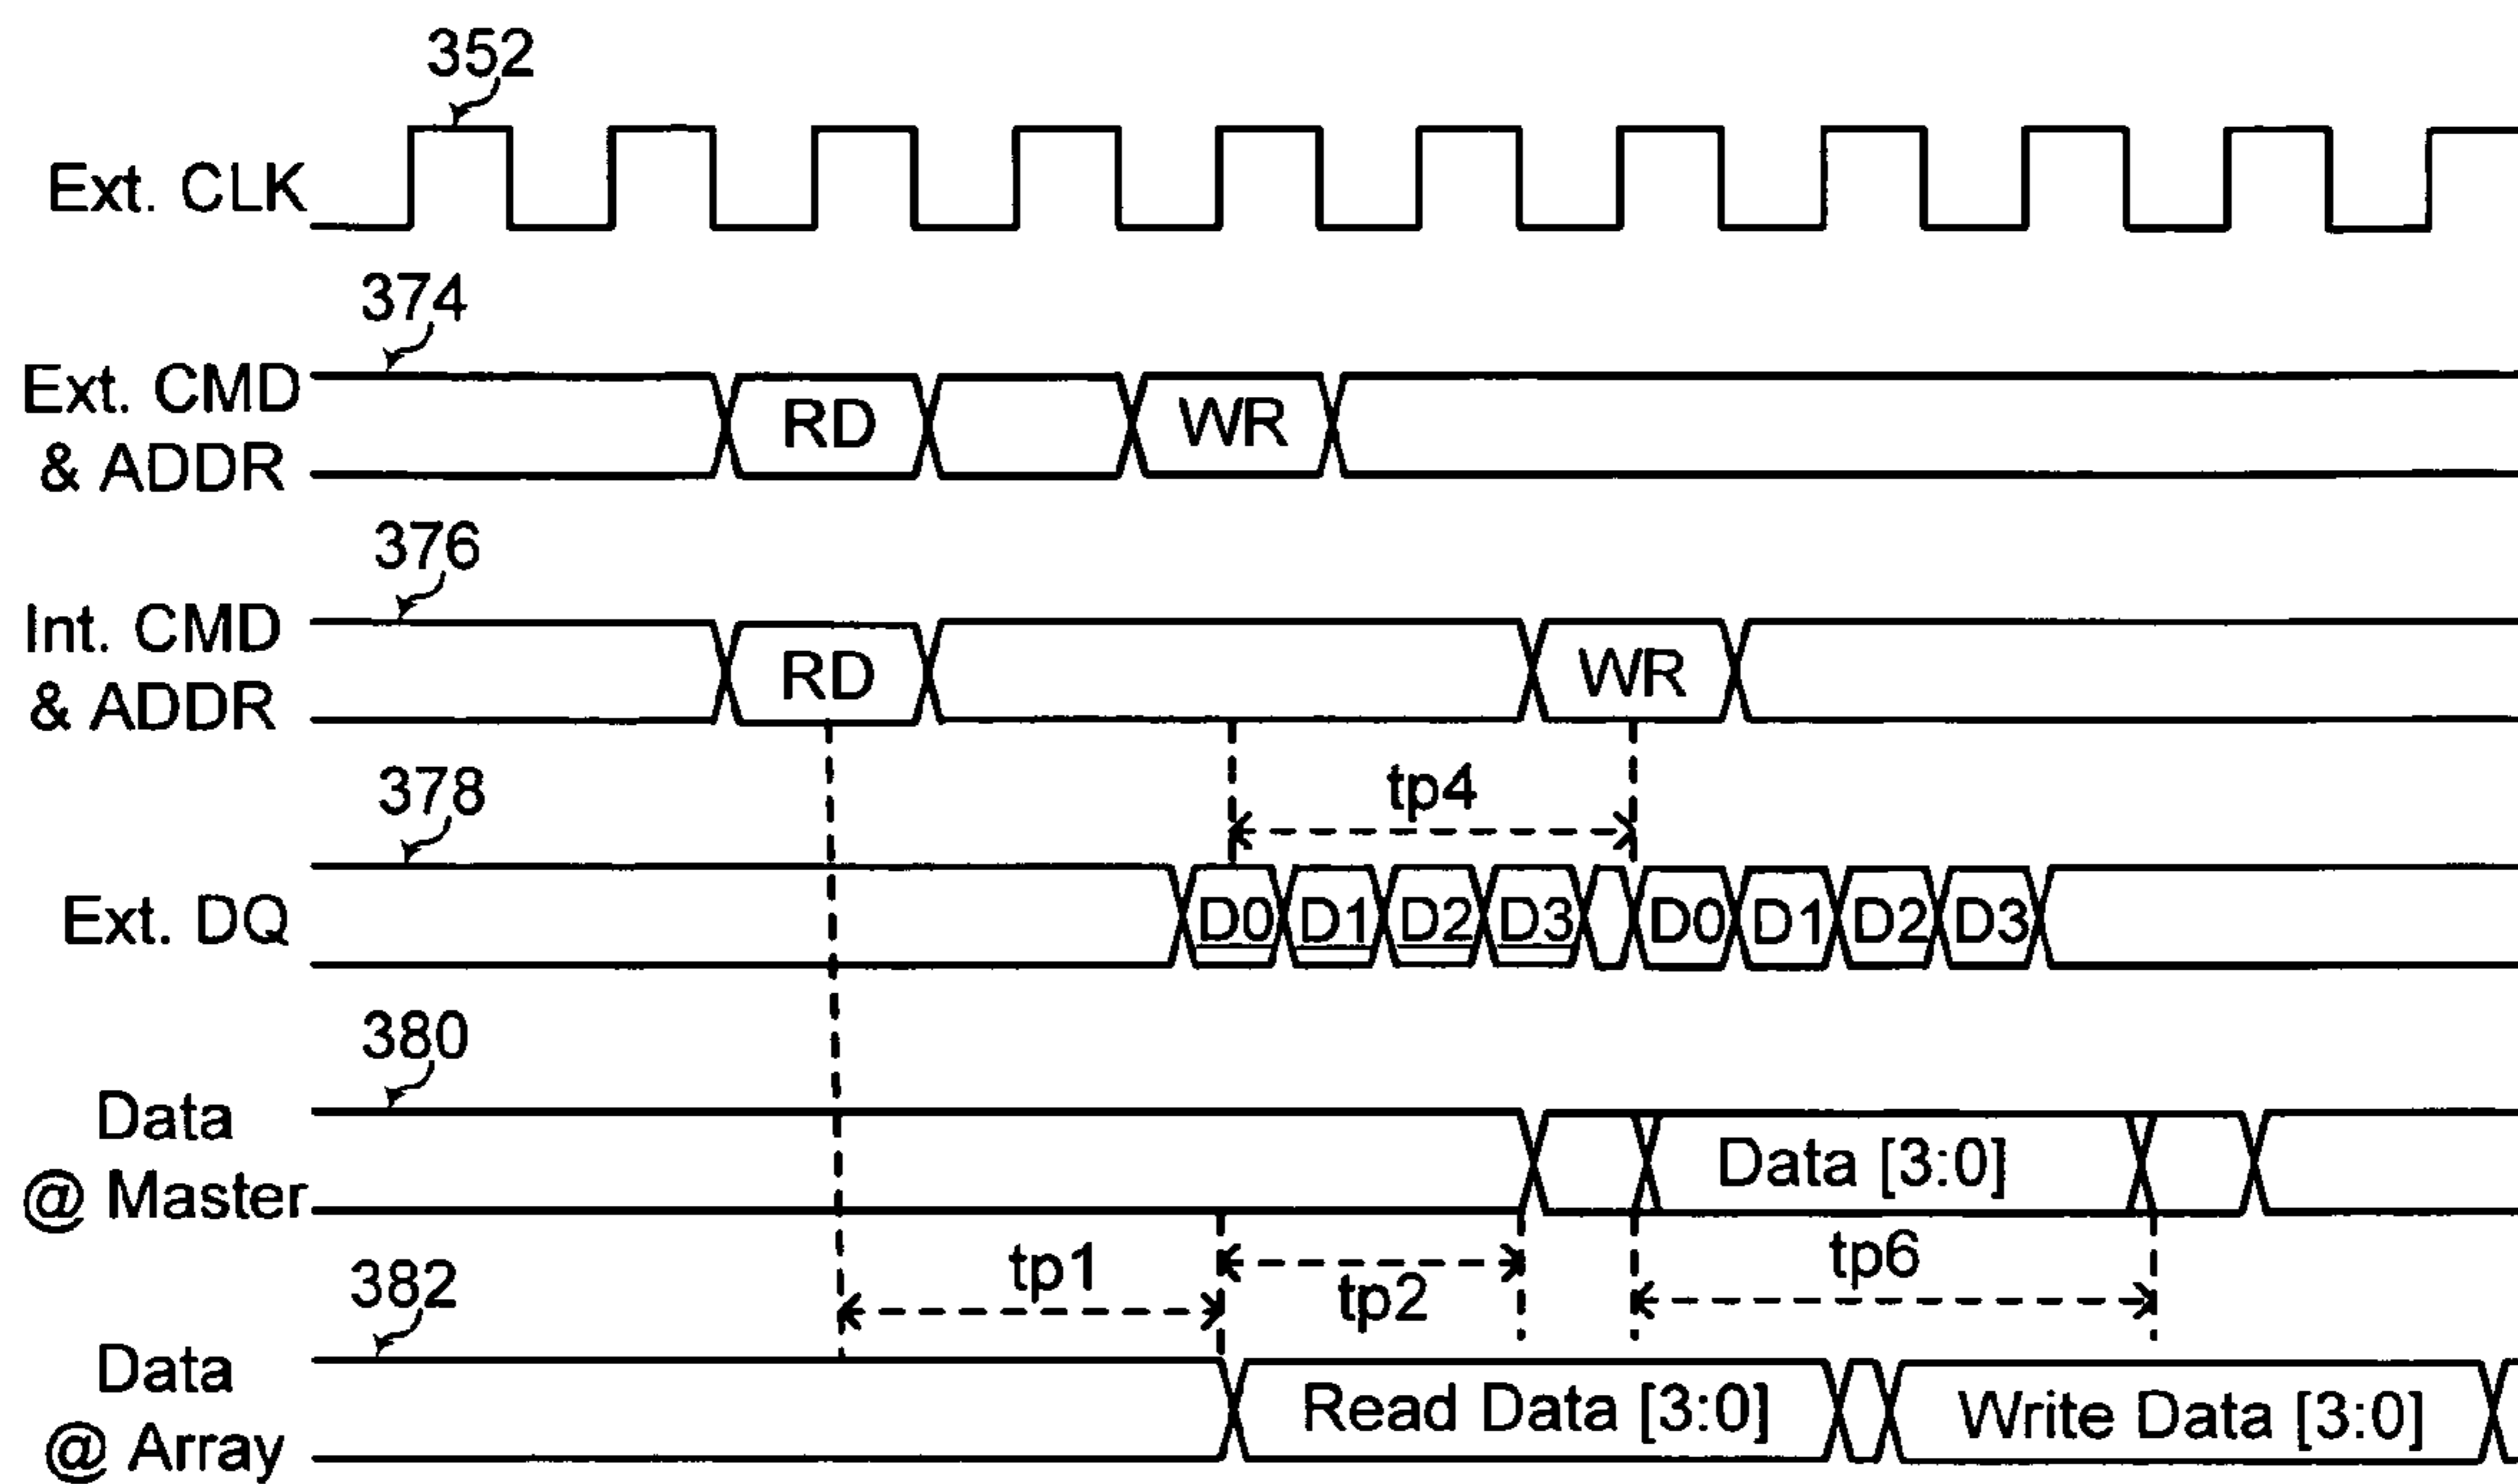 352
Ext. CLK
374
Ext. CMD
& ADDR
RD
WR
376
Int. CMD
& ADDR
RD
WR
378
tp4
Ext. DQ
D0 D1 D2 D3 D0 D1 D2 D3
380
Data
@ Master
Data [3:0]
tp1
tp2
tp6
382
Data
@ Array
Read Data [3:0]
Write Data [3:0]